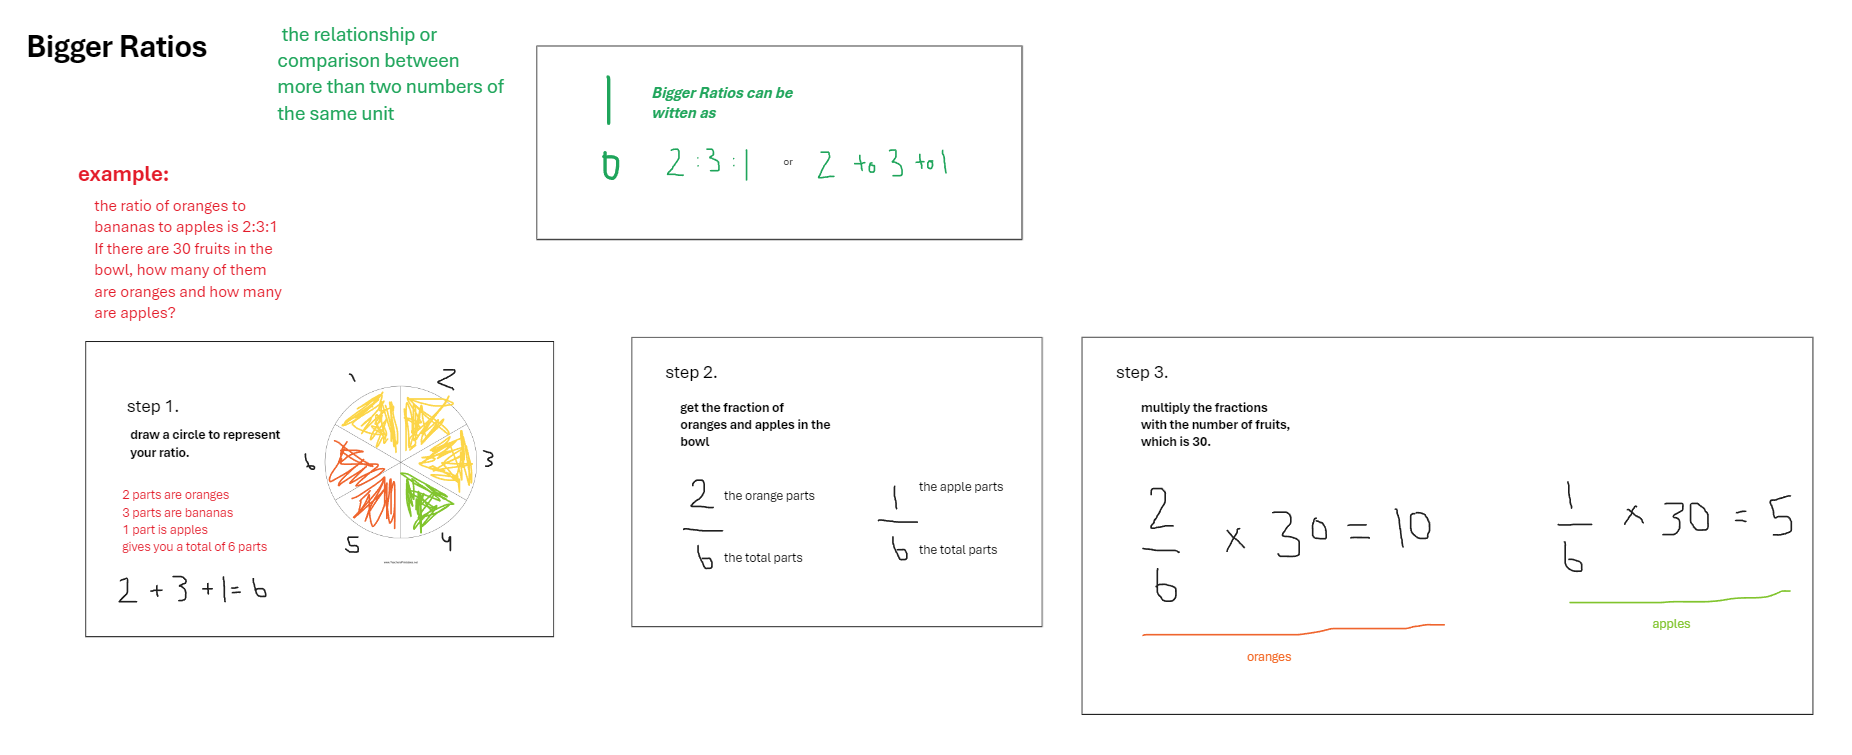 Bigger Ratios
the relationship or
comparison between
more than two numbers of
the same unit
Bigger Ratios can be
witten as
2:3:1 or 2 to 3 to 1
example:
the ratio of oranges to
bananas to apples is 2:3:1
If there are 30 fruits in the
bowl, how many of them
are oranges and how many
are apples?
step 1.
draw a circle to represent
your ratio.
2 parts are oranges
3 parts are bananas
1 part is apples
gives you a total of 6 parts
2 + 3 + 1 = 6
1
2
3
4
5
6
step 2.
get the fraction of
oranges and apples in the
bowl
2 the orange parts
6 the total parts
1 the apple parts
6 the total parts
step 3.
multiply the fractions
with the number of fruits,
which is 30.
2/6 x 30 = 10
oranges
1/6 x 30 = 5
apples